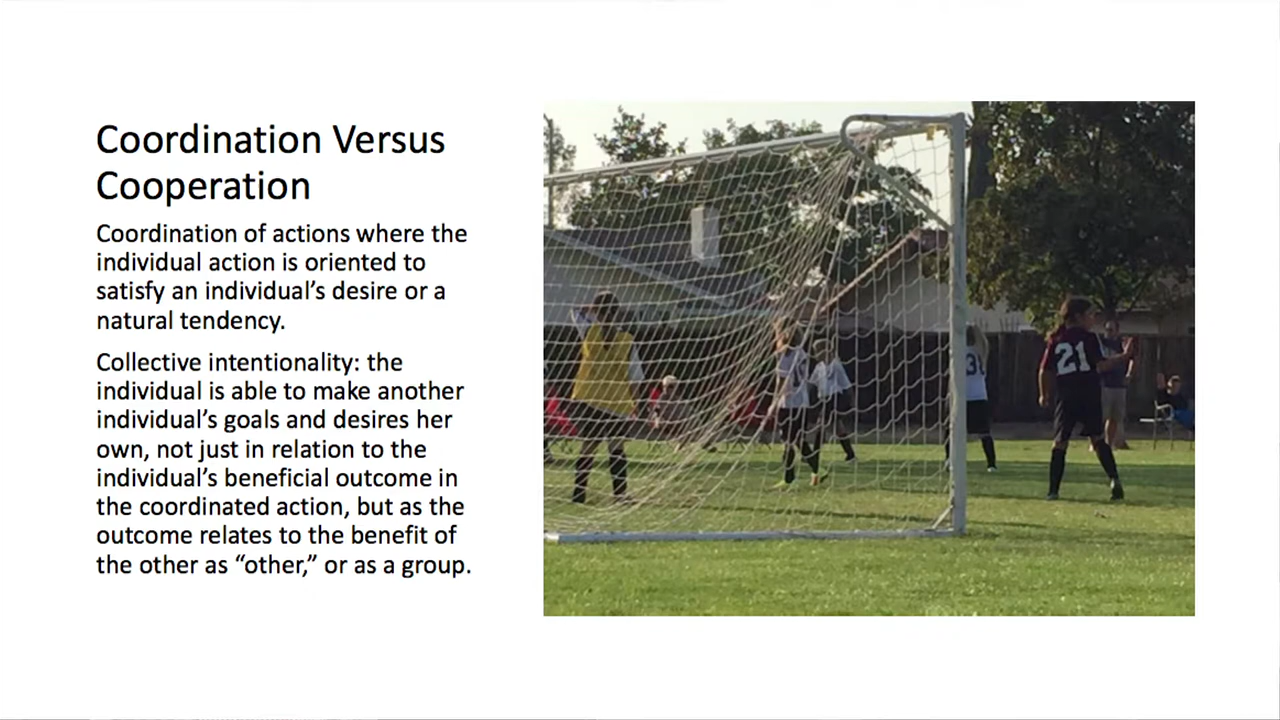 Coordination Versus
Cooperation
Coordination of actions where the
individual action is oriented to
satisfy an individual’s desire or a
natural tendency.
Collective intentionality: the
individual is able to make another
individual’s goals and desires her
own, not just in relation to the
individual’s beneficial outcome in
the coordinated action, but as the
outcome relates to the benefit of
the other as “other,” or as a group.
21